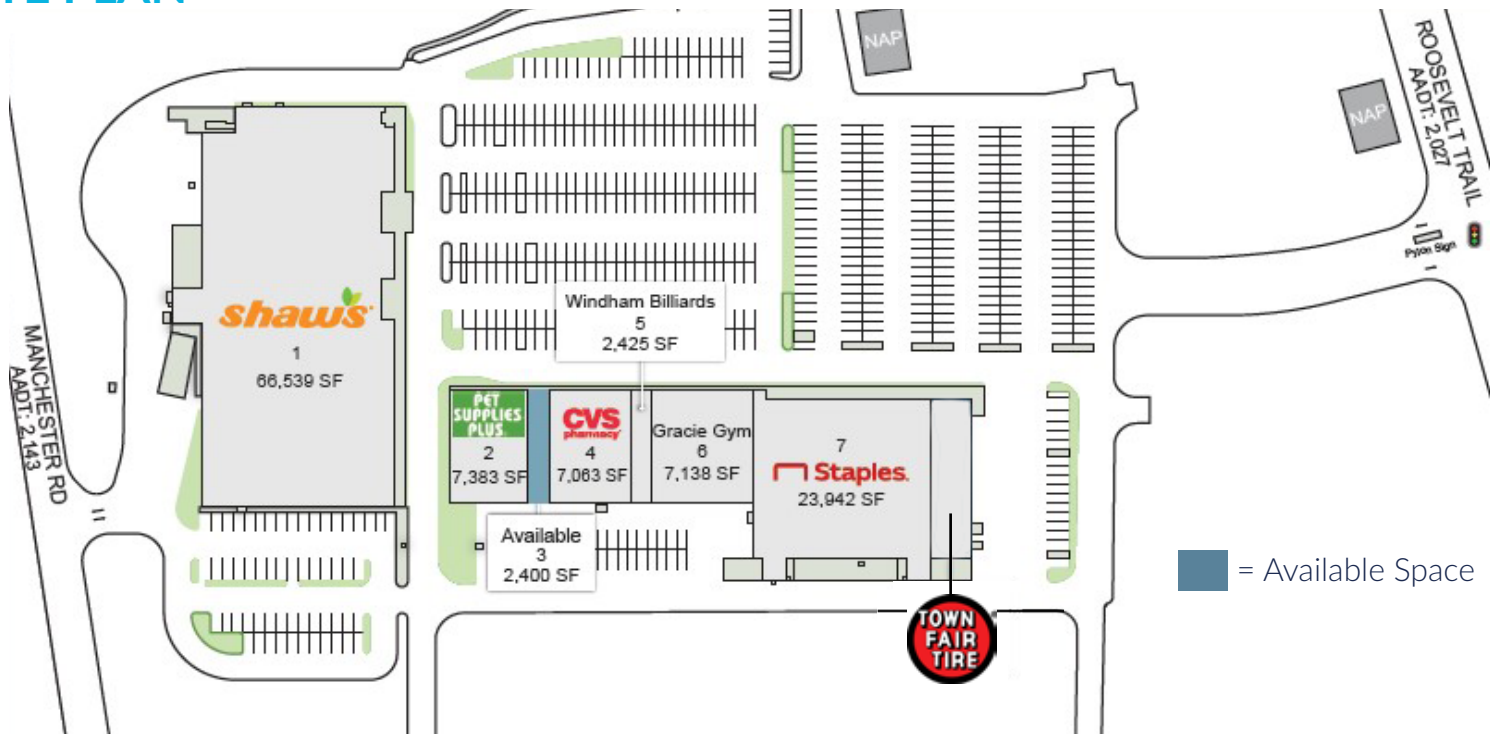 NAP
ROOSEVELT TRAIL
AADT: 2,027
NAP
Pylon Sign
shaw's
1
66,539 SF
Windham Billiards
5
2,425 SF
MANCHESTER RD
AADT: 2,143
PET
SUPPLIES
PLUS
2
7,383 SF
CVS
pharmacy
4
7,063 SF
Gracie Gym
6
7,138 SF
7
Staples.
23,942 SF
Available
3
2,400 SF
= Available Space
TOWN
FAIR
TIRE